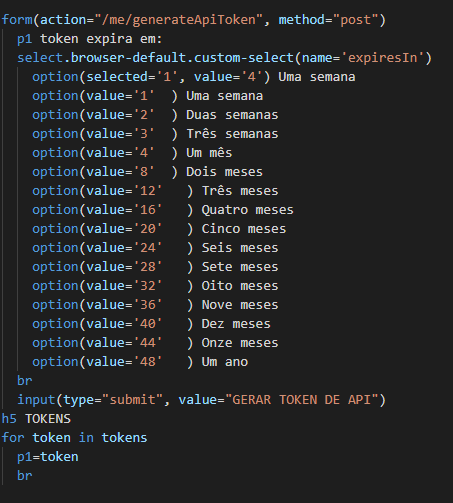 form(action="/me/generateApiToken", method="post")
  p1 token expira em:
  select.browser-default.custom-select(name='expiresIn')
    option(selected='1', value='4') Uma semana
    option(value='1'  ) Uma semana
    option(value='2'  ) Duas semanas
    option(value='3'  ) Três semanas
    option(value='4'  ) Um mês
    option(value='8'  ) Dois meses
    option(value='12'   ) Três meses
    option(value='16'   ) Quatro meses
    option(value='20'   ) Cinco meses
    option(value='24'   ) Seis meses
    option(value='28'   ) Sete meses
    option(value='32'   ) Oito meses
    option(value='36'   ) Nove meses
    option(value='40'   ) Dez meses
    option(value='44'   ) Onze meses
    option(value='48'   ) Um ano
  br
  input(type="submit", value="GERAR TOKEN DE API")
h5 TOKENS
for token in tokens
  p1=token
  br